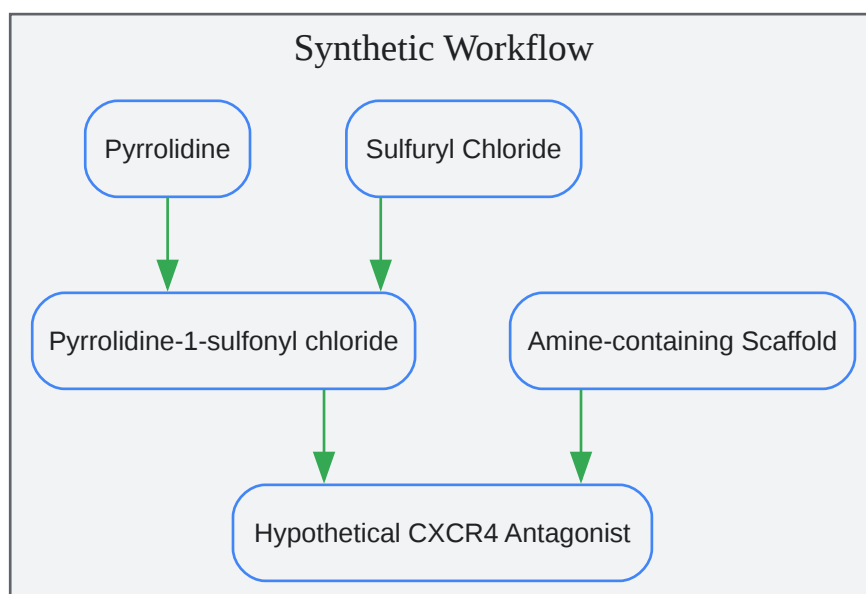 Synthetic Workflow
Pyrrolidine
Sulfuryl Chloride
Pyrrolidine-1-sulfonyl chloride
Amine-containing Scaffold
Hypothetical CXCR4 Antagonist